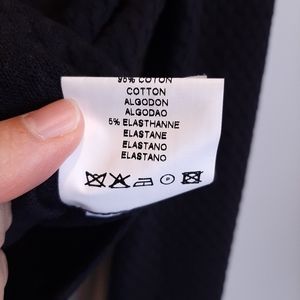 95% COTON
COTTON
ALGODON
ALGODAO
5% ELASTHANNE
ELASTANE
ELASTANO
ELASTANO